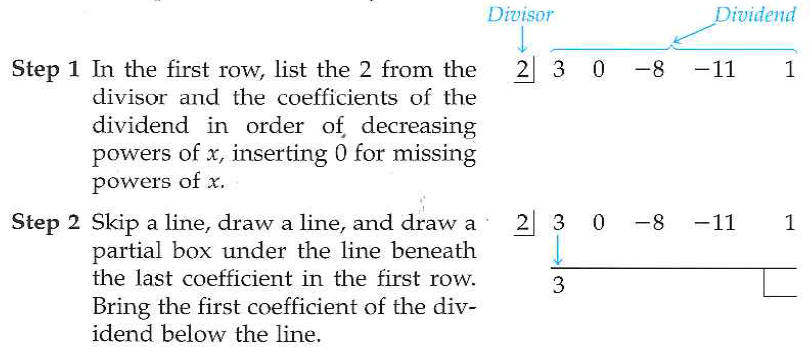 Divisor Dividend
Step 1 In the first row, list the 2 from the 2 3 0 −8 −11 1
divisor and the coefficients of the
dividend in order of decreasing
powers of x, inserting 0 for missing
powers of x.
Step 2 Skip a line, draw a line, and draw a 2 3 0 −8 −11 1
partial box under the line beneath
the last coefficient in the first row. 3
Bring the first coefficient of the div-
idend below the line.